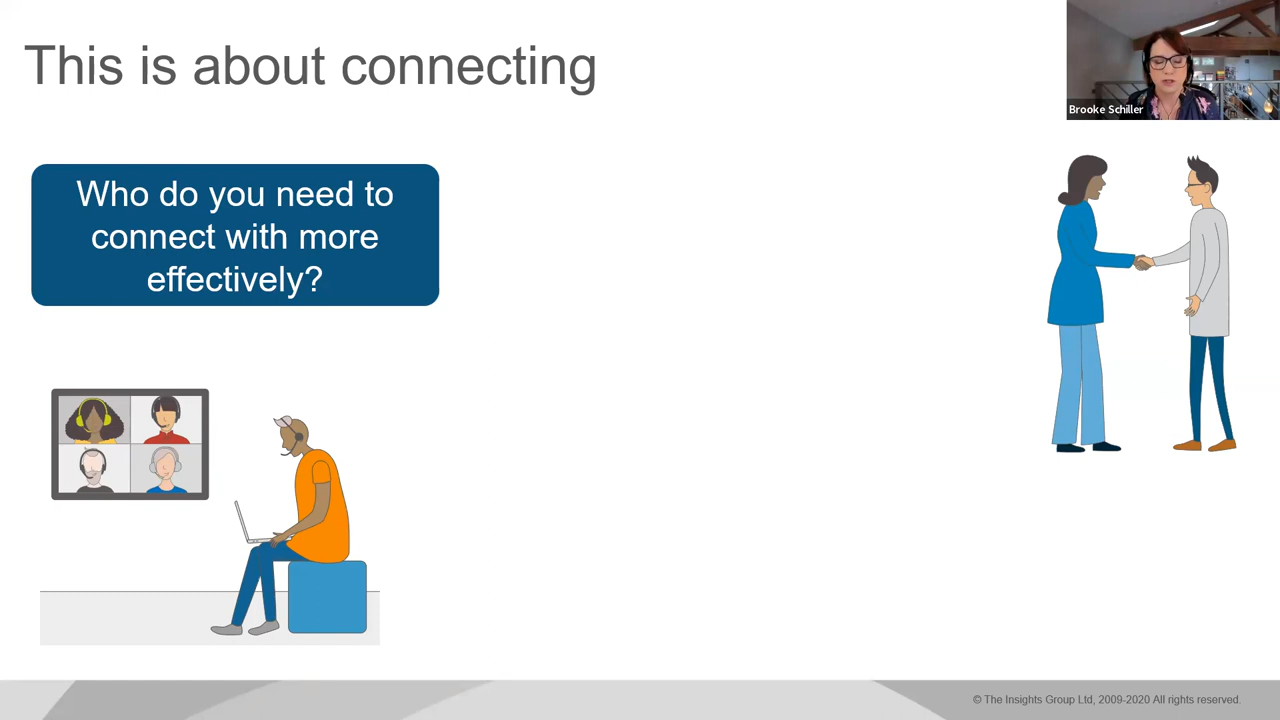 This is about connecting
Brooke Schiller
Who do you need to
connect with more
effectively?
© The Insights Group Ltd, 2009-2020 All rights reserved.